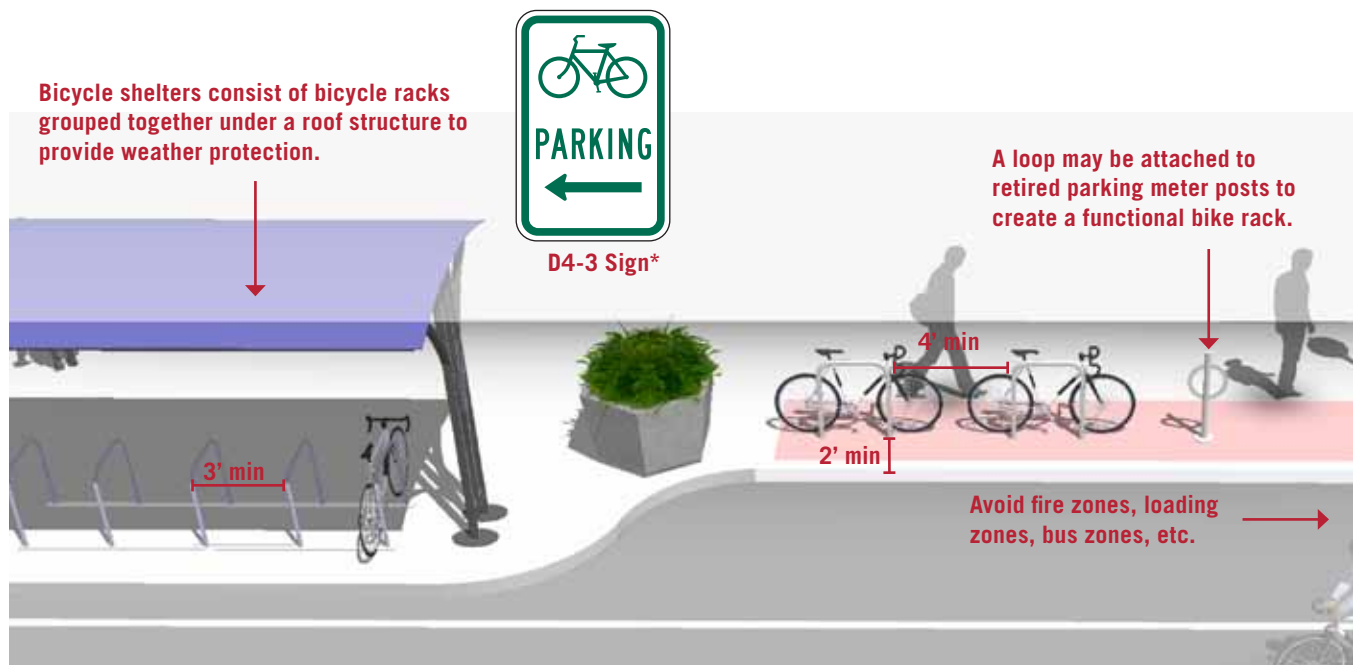 Bicycle shelters consist of bicycle racks
grouped together under a roof structure to
provide weather protection.
PARKING
D4-3 Sign*
A loop may be attached to
retired parking meter posts to
create a functional bike rack.
4’ min
3’ min
2’ min
Avoid fire zones, loading
zones, bus zones, etc.